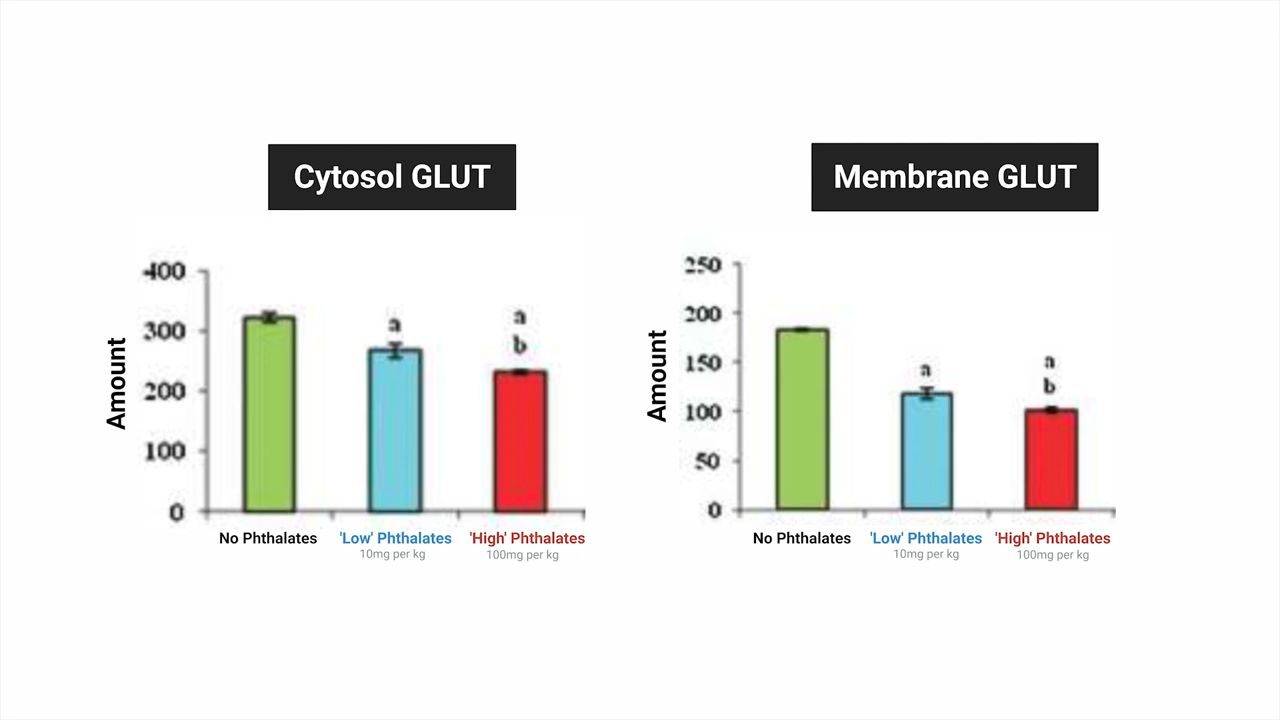 Cytosol GLUT
Amount
400
300
200
100
0
a
a
b
No Phthalates
'Low' Phthalates
10mg per kg
'High' Phthalates
100mg per kg
Membrane GLUT
Amount
250
200
150
100
50
0
a
a
b
No Phthalates
'Low' Phthalates
10mg per kg
'High' Phthalates
100mg per kg